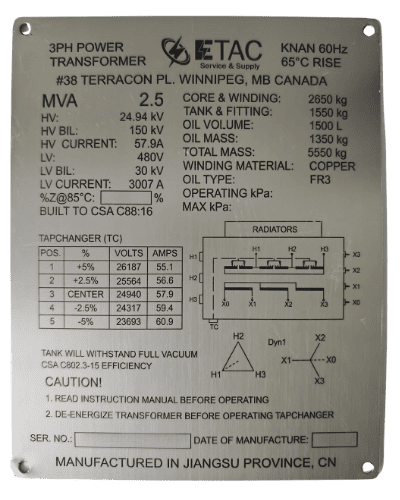 3PH POWER TRANSFORMER
ETAC
Service & Supply
KNAN 60Hz
65°C RISE
#38 TERRACON PL. WINNIPEG, MB CANADA
MVA 2.5
HV: 24.94 kV
HV BIL: 150 kV
HV CURRENT: 57.9A
LV: 480V
LV BIL: 30 kV
LV CURRENT: 3007 A
%Z@85°C: %
BUILT TO CSA C88:16
CORE & WINDING: 2650 kg
TANK & FITTING: 1550 kg
OIL VOLUME: 1500 L
OIL MASS: 1350 kg
TOTAL MASS: 5550 kg
WINDING MATERIAL: COPPER
OIL TYPE: FR3
OPERATING kPa:
MAX kPa:
TAPCHANGER (TC)
POS. % VOLTS AMPS
1 +5% 26187 55.1
2 +2.5% 25564 56.6
3 CENTER 24940 57.9
4 -2.5% 24317 59.4
5 -5% 23693 60.9
RADIATORS
H1 H2 H3
H1 X3
H2 X2
H3 X1
X0
X0 X1 X2 X3
TC
H2
H1 H3
Dyn1
X2
X1 X0
X3
TANK WILL WITHSTAND FULL VACUUM
CSA C802.3-15 EFFICIENCY
CAUTION!
1. READ INSTRUCTION MANUAL BEFORE OPERATING
2. DE-ENERGIZE TRANSFORMER BEFORE OPERATING TAPCHANGER
SER. NO.: DATE OF MANUFACTURE:
MANUFACTURED IN JIANGSU PROVINCE, CN